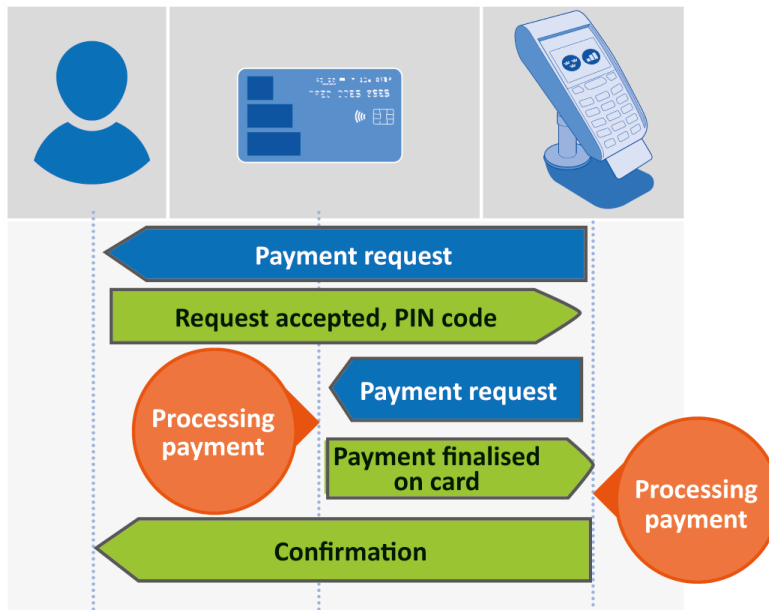 Payment request
Request accepted, PIN code
Payment request
Processing
payment
Payment finalised
on card
Processing
payment
Confirmation